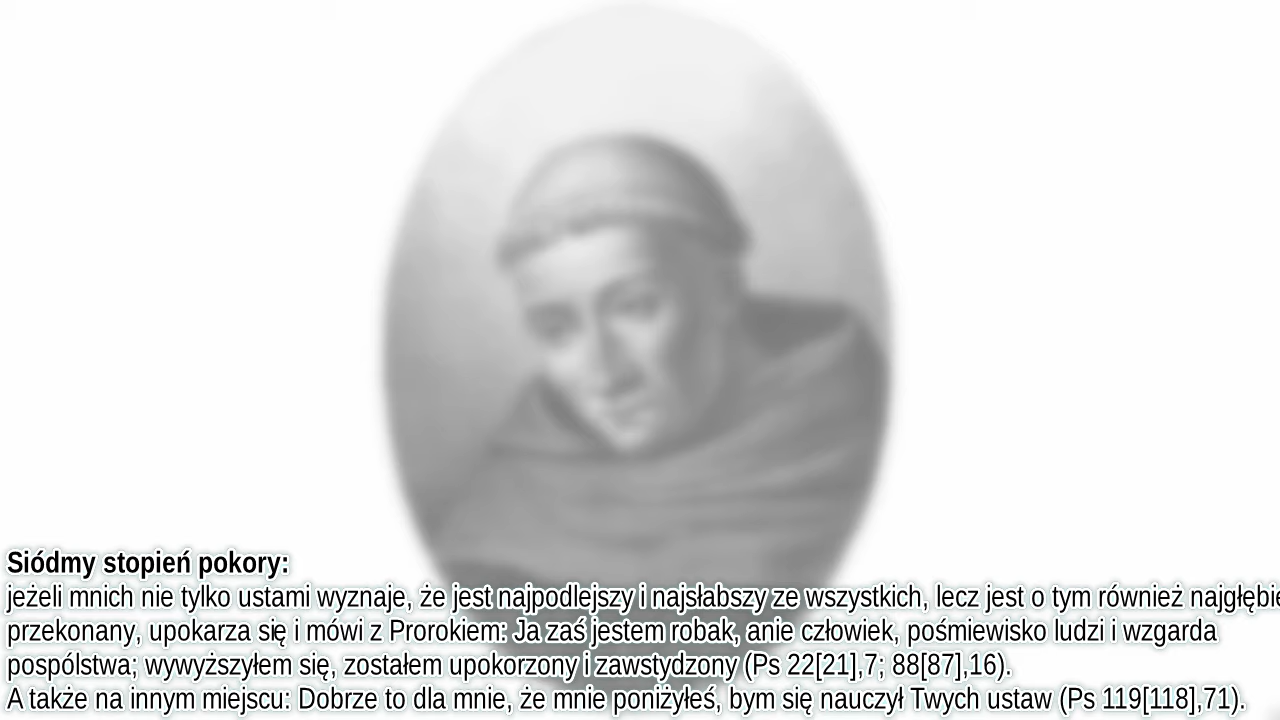 Siódmy stopień pokory:
jeżeli mnich nie tylko ustami wyznaje, że jest najpodlejszy i najsłabszy ze wszystkich, lecz jest o tym również najgłębie
przekonany, upokarza się i mówi z Prorokiem: Ja zaś jestem robak, anie człowiek, pośmiewisko ludzi i wzgarda
pospólstwa; wywyższyłem się, zostałem upokorzony i zawstydzony (Ps 22[21],7; 88[87],16).
A także na innym miejscu: Dobrze to dla mnie, że mnie poniżyłeś, bym się nauczył Twych ustaw (Ps 119[118],71).